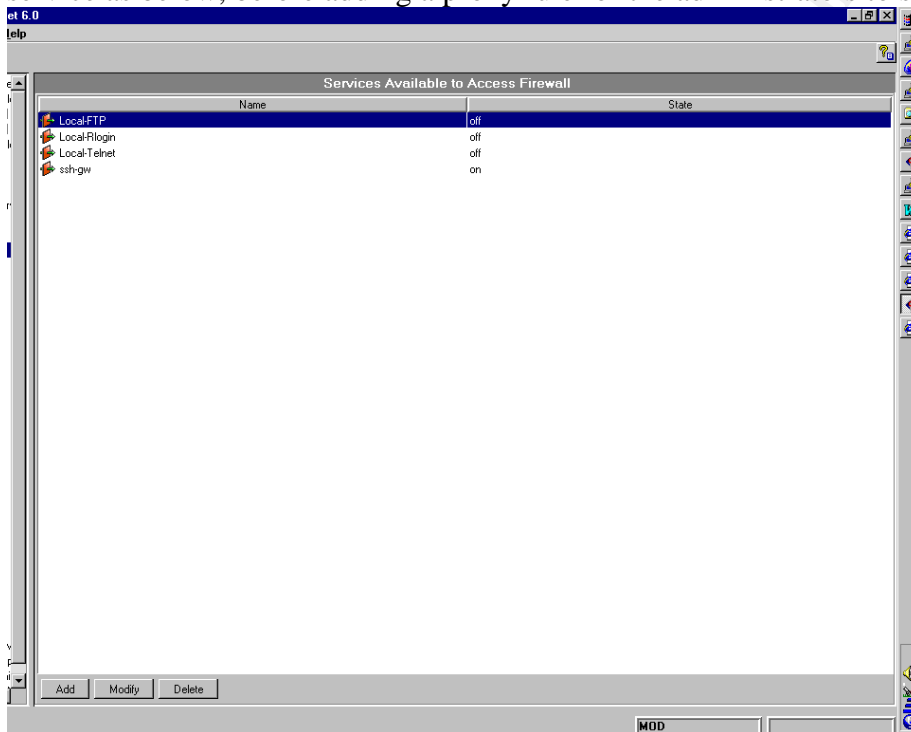 et 6.0
Help
Services Available to Access Firewall
Name State
Local-FTP off
Local-Rlogin off
Local-Telnet off
ssh-gw on
Add Modify Delete
MOD